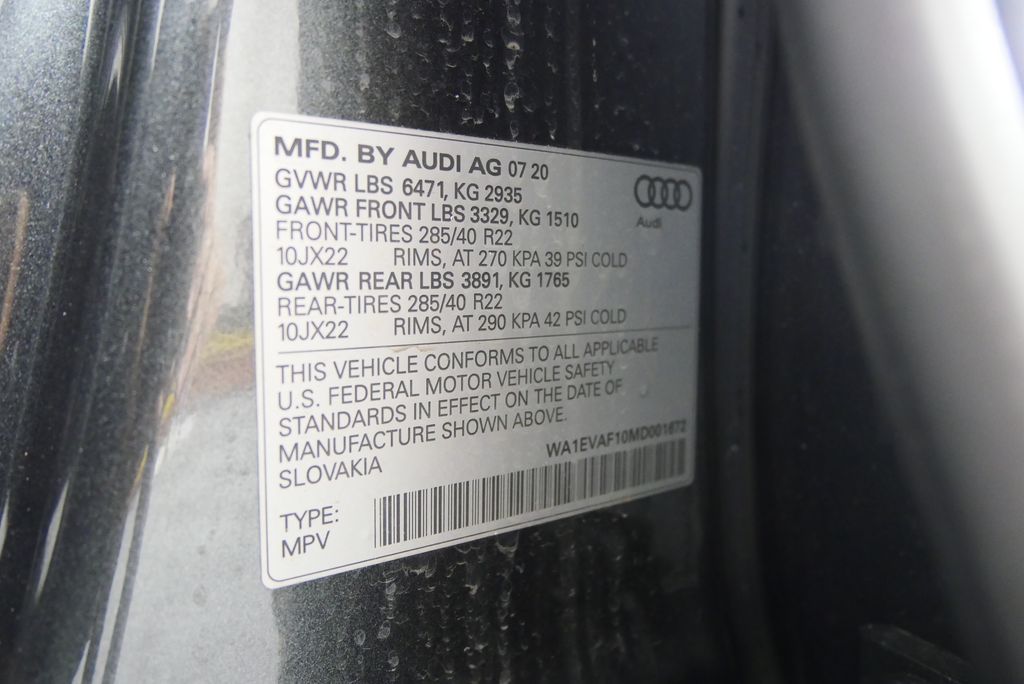 MFD. BY AUDI AG 07 20
GVWR LBS 6471, KG 2935
GAWR FRONT LBS 3329, KG 1510
FRONT-TIRES 285/40 R22
10JX22 RIMS, AT 270 KPA 39 PSI COLD
GAWR REAR LBS 3891, KG 1765
REAR-TIRES 285/40 R22
10JX22 RIMS, AT 290 KPA 42 PSI COLD
Audi
THIS VEHICLE CONFORMS TO ALL APPLICABLE
U.S. FEDERAL MOTOR VEHICLE SAFETY
STANDARDS IN EFFECT ON THE DATE OF
MANUFACTURE SHOWN ABOVE.
SLOVAKIA
WA1EVAF10MD001672
TYPE:
MPV